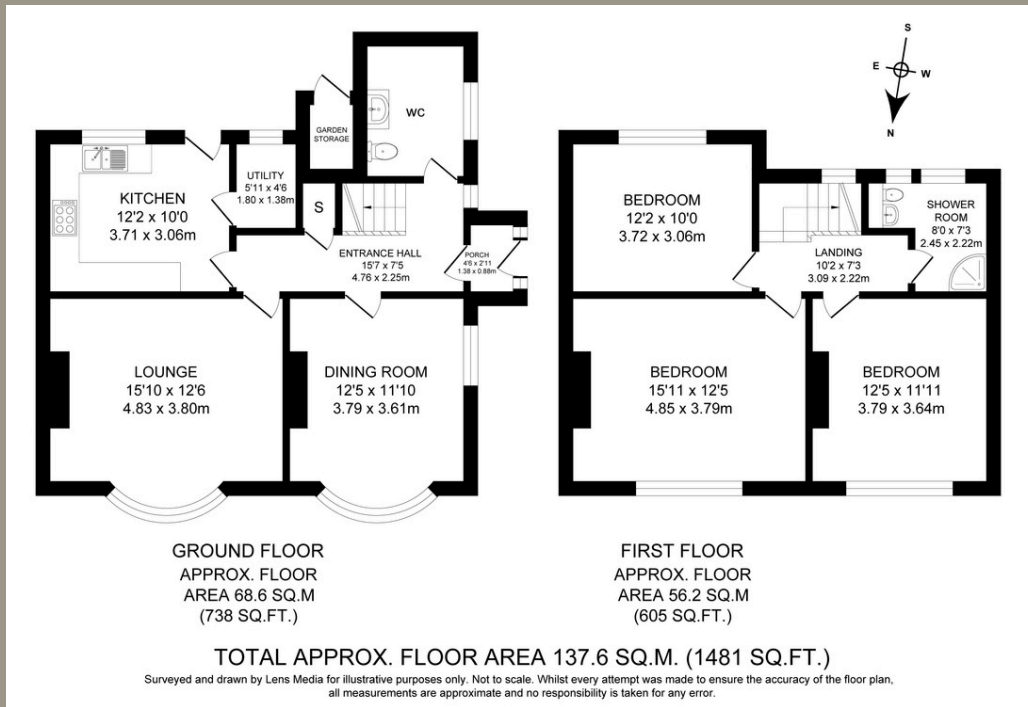 S
E
W
N
WC
GARDEN
STORAGE
UTILITY
5'11 x 4'6
1.80 x 1.38m
KITCHEN
12'2 x 10'0
3.71 x 3.06m
S
ENTRANCE HALL
15'7 x 7'5
4.76 x 2.25m
PORCH
4'6 x 2'11
1.38 x 0.88m
LOUNGE
15'10 x 12'6
4.83 x 3.80m
DINING ROOM
12'5 x 11'10
3.79 x 3.61m
GROUND FLOOR
APPROX. FLOOR
AREA 68.6 SQ.M
(738 SQ.FT.)
BEDROOM
12'2 x 10'0
3.72 x 3.06m
SHOWER
ROOM
8'0 x 7'3
2.45 x 2.22m
LANDING
10'2 x 7'3
3.09 x 2.22m
BEDROOM
15'11 x 12'5
4.85 x 3.79m
BEDROOM
12'5 x 11'11
3.79 x 3.64m
FIRST FLOOR
APPROX. FLOOR
AREA 56.2 SQ.M
(605 SQ.FT.)
TOTAL APPROX. FLOOR AREA 137.6 SQ.M. (1481 SQ.FT.)
Surveyed and drawn by Lens Media for illustrative purposes only. Not to scale. Whilst every attempt was made to ensure the accuracy of the floor plan,
all measurements are approximate and no responsibility is taken for any error.